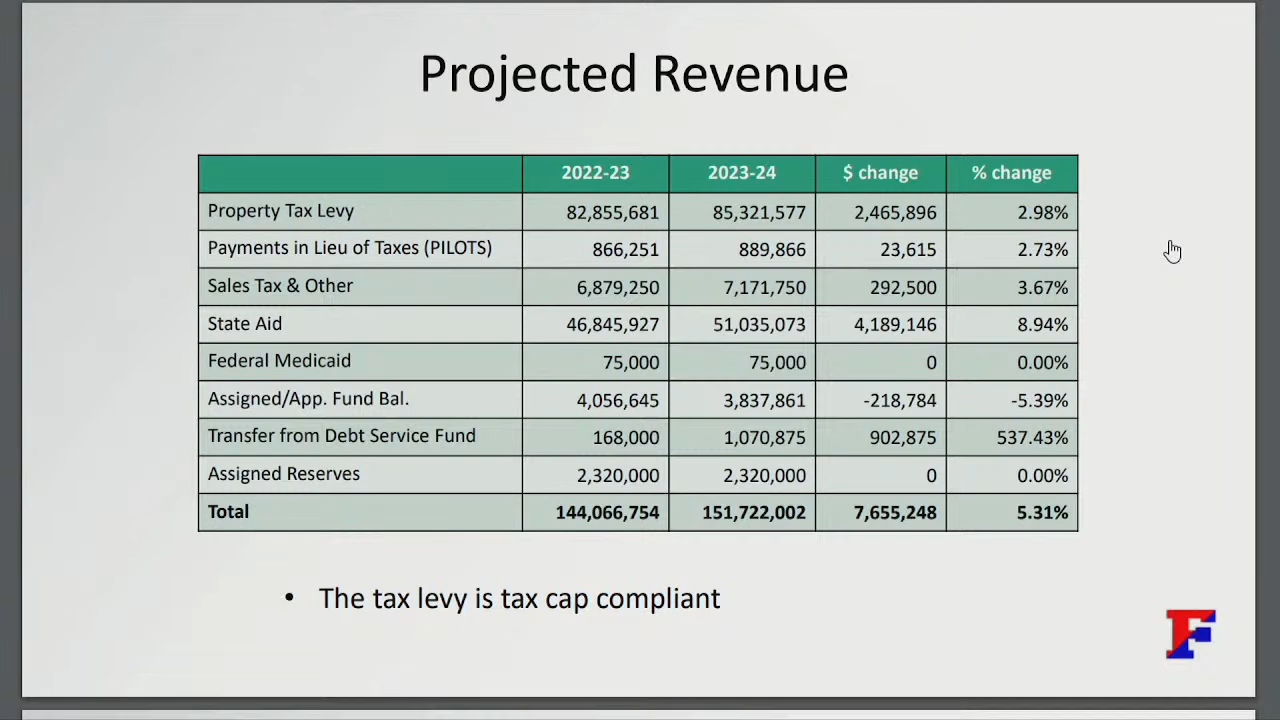 Projected Revenue
2022-23 2023-24 $ change % change
Property Tax Levy 82,855,681 85,321,577 2,465,896 2.98%
Payments in Lieu of Taxes (PILOTS) 866,251 889,866 23,615 2.73%
Sales Tax & Other 6,879,250 7,171,750 292,500 3.67%
State Aid 46,845,927 51,035,073 4,189,146 8.94%
Federal Medicaid 75,000 75,000 0 0.00%
Assigned/App. Fund Bal. 4,056,645 3,837,861 -218,784 -5.39%
Transfer from Debt Service Fund 168,000 1,070,875 902,875 537.43%
Assigned Reserves 2,320,000 2,320,000 0 0.00%
Total 144,066,754 151,722,002 7,655,248 5.31%
• The tax levy is tax cap compliant
F